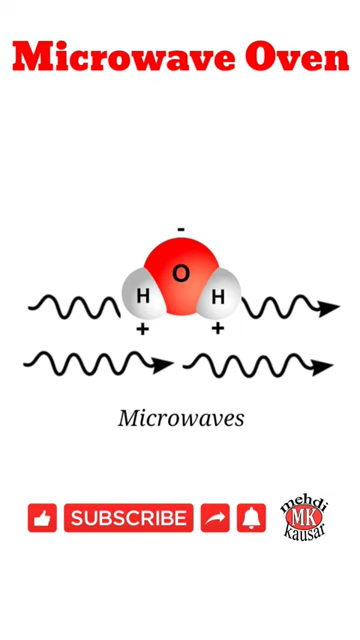 Microwave Oven
-
O
H H
+ +
Microwaves
SUBSCRIBE
mehdi
MK
kausar